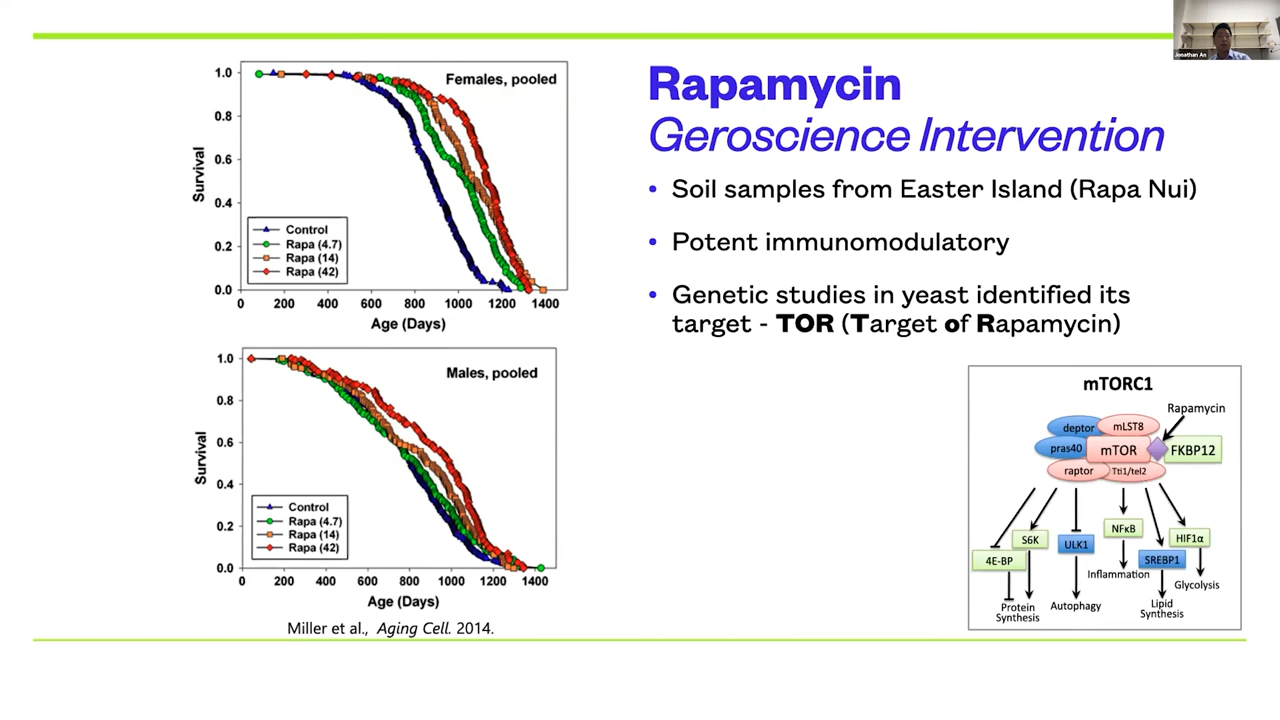 Jonathan An
Rapamycin
Geroscience Intervention
• Soil samples from Easter Island (Rapa Nui)
• Potent immunomodulatory
• Genetic studies in yeast identified its
target - TOR (Target of Rapamycin)
Females, pooled
Survival
1.0
0.8
0.6
0.4
0.2
0.0
Control
Rapa (4.7)
Rapa (14)
Rapa (42)
0 200 400 600 800 1000 1200 1400
Age (Days)
Males, pooled
Survival
1.0
0.8
0.6
0.4
0.2
0.0
Control
Rapa (4.7)
Rapa (14)
Rapa (42)
0 200 400 600 800 1000 1200 1400
Age (Days)
Miller et al., Aging Cell. 2014.
mTORC1
Rapamycin
deptor
mLST8
pras40
mTOR
FKBP12
raptor
Tti1/tel2
4E-BP
S6K
ULK1
NFκB
SREBP1
HIF1α
Inflammation
Glycolysis
Protein
Synthesis
Autophagy
Lipid
Synthesis